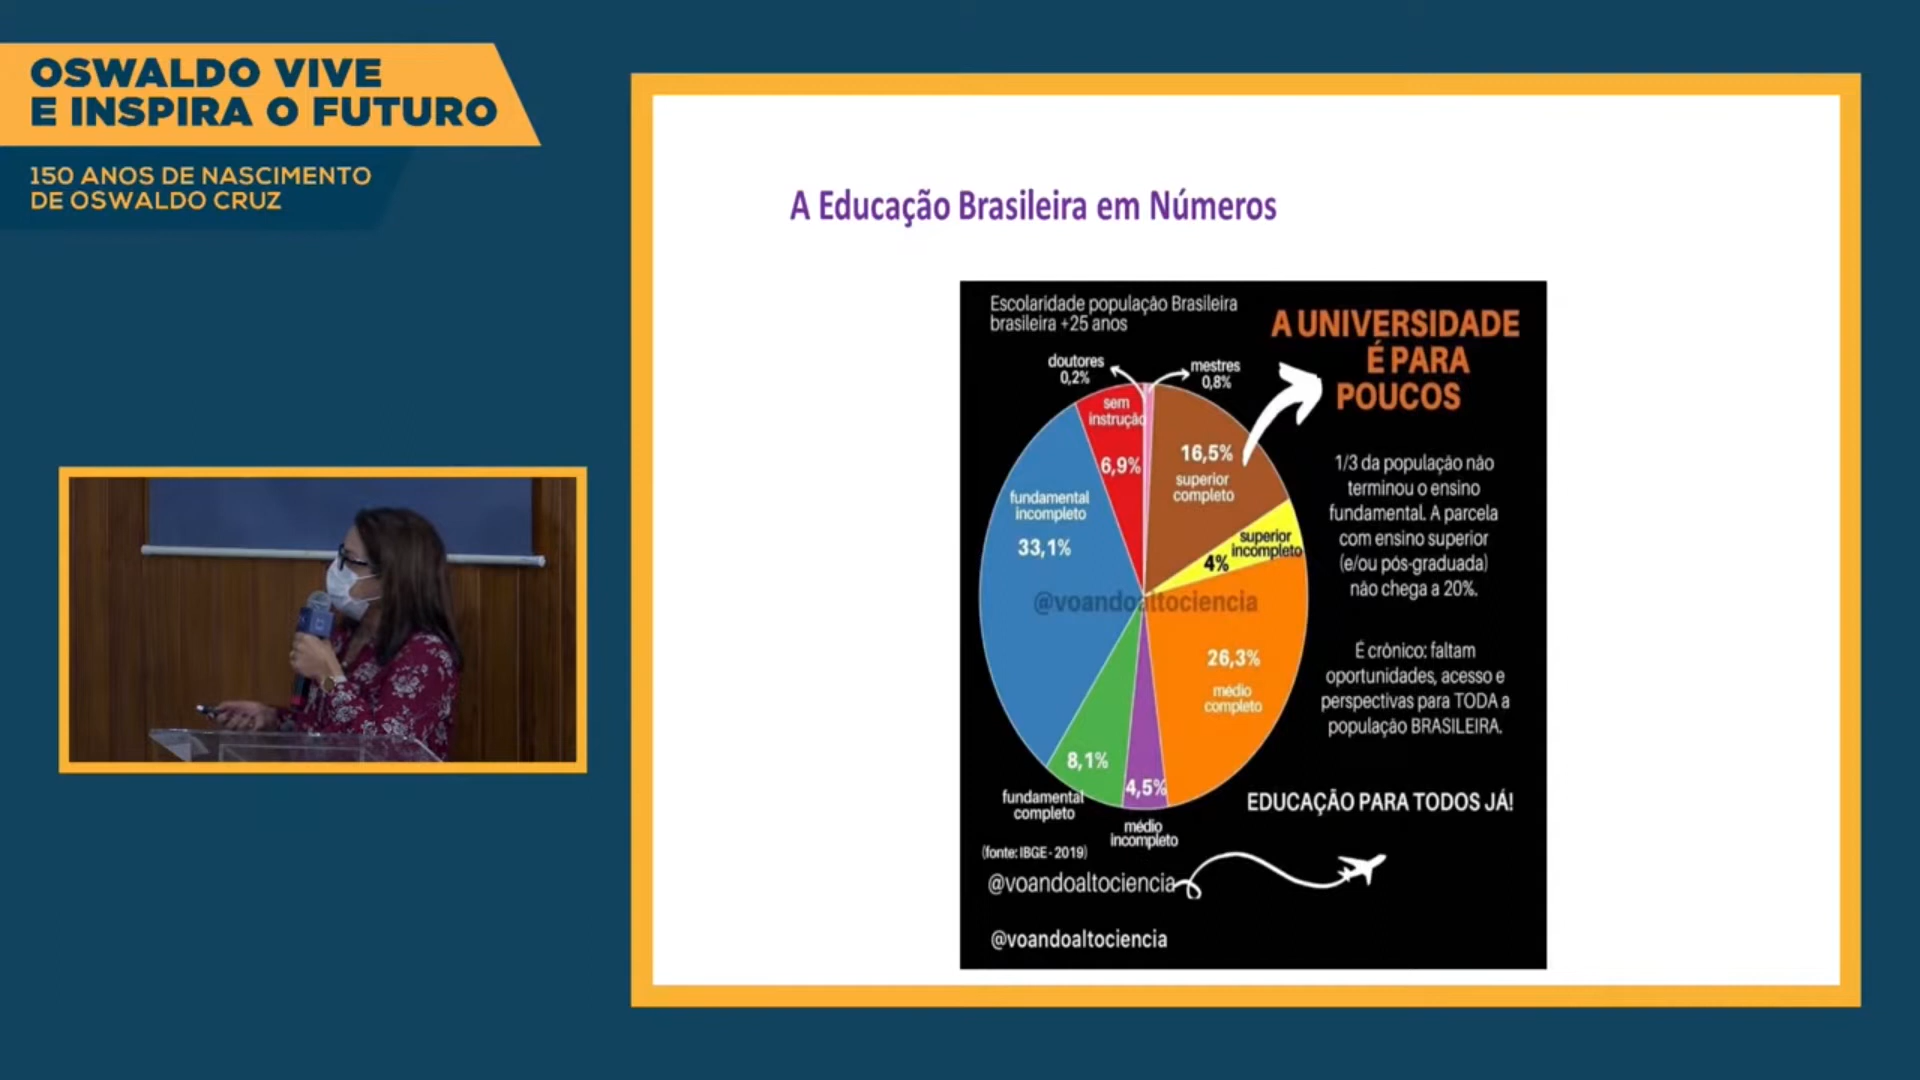 OSWALDO VIVE
E INSPIRA O FUTURO
150 ANOS DE NASCIMENTO
DE OSWALDO CRUZ
A Educação Brasileira em Números
Escolaridade população Brasileira
brasileira +25 anos
A UNIVERSIDADE
É PARA
POUCOS
doutores
0,2%
mestres
0,8%
sem
instrução
6,9%
16,5%
superior
completo
fundamental
incompleto
33,1%
superior
incompleto
4%
@voandoaltociencia
26,3%
médio
completo
8,1%
fundamental
completo
4,5%
médio
incompleto
1/3 da população não
terminou o ensino
fundamental. A parcela
com ensino superior
(e/ou pós-graduada)
não chega a 20%.
É crônico: faltam
oportunidades, acesso e
perspectivas para TODA a
população BRASILEIRA.
EDUCAÇÃO PARA TODOS JÁ!
(fonte: IBGE - 2019)
@voandoaltociencia
@voandoaltociencia